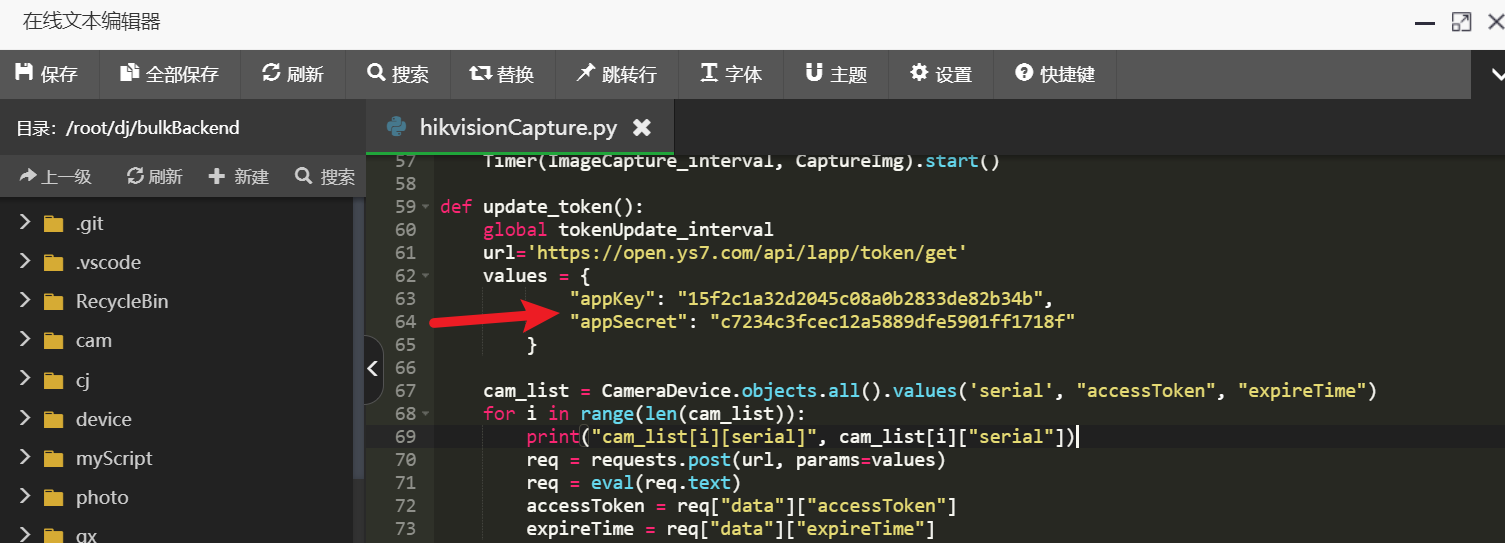 在线文本编辑器
保存 全部保存 刷新 搜索 替换 跳转行 字体 主题 设置 快捷键
目录: /root/dj/bulkBackend
hikvisionCapture.py
上一级 刷新 新建 搜索
.git
.vscode
RecycleBin
cam
cj
device
myScript
photo
gx
57 Timer(ImageCapture_interval, CaptureImg).start()
58
59 def update_token():
60 global tokenUpdate_interval
61 url='https://open.ys7.com/api/lapp/token/get'
62 values = {
63 "appKey": "15f2c1a32d2045c08a0b2833de82b34b",
64 "appSecret": "c7234c3fcec12a5889dfe5901ff1718f"
65 }
66
67 cam_list = CameraDevice.objects.all().values('serial', "accessToken", "expireTime")
68 for i in range(len(cam_list)):
69 print("cam_list[i][serial]", cam_list[i]["serial"])
70 req = requests.post(url, params=values)
71 req = eval(req.text)
72 accessToken = req["data"]["accessToken"]
73 expireTime = req["data"]["expireTime"]